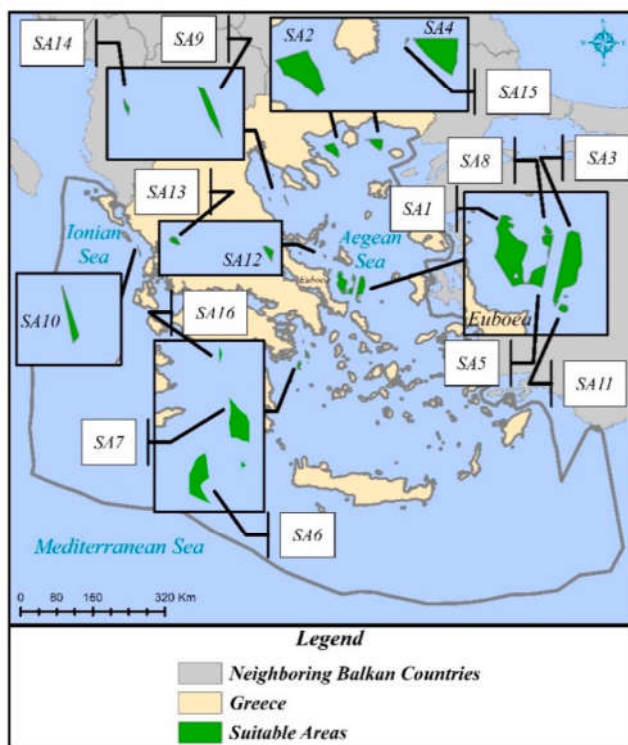 SA14
SA9
SA2
SA4
SA15
SA8
SA3
SA13
SA1
Ionian
Sea
Aegean
Sea
SA12
Euboea
Euboea
SA10
SA16
SA5
SA11
SA7
SA6
Mediterranean Sea
0 80 160 320 Km
Legend
Neighboring Balkan Countries
Greece
Suitable Areas